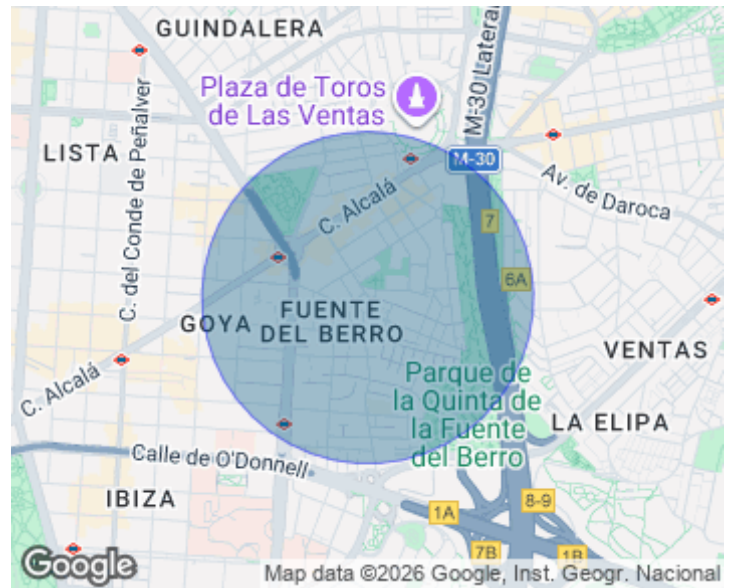 GUINDALERA
Plaza de Toros
de Las Ventas
M-30 Lateral
LISTA
C. del Conde de Peñalver
M-30
Av. de Daroca
C. Alcalá
7
6A
GOYA
FUENTE
DEL BERRO
VENTAS
C. Alcalá
Parque de
la Quinta de
la Fuente
del Berro
LA ELIPA
Calle de O'Donnell
IBIZA
1A
8-9
7B
1B
Google
Map data ©2026 Google, Inst. Geogr. Nacional